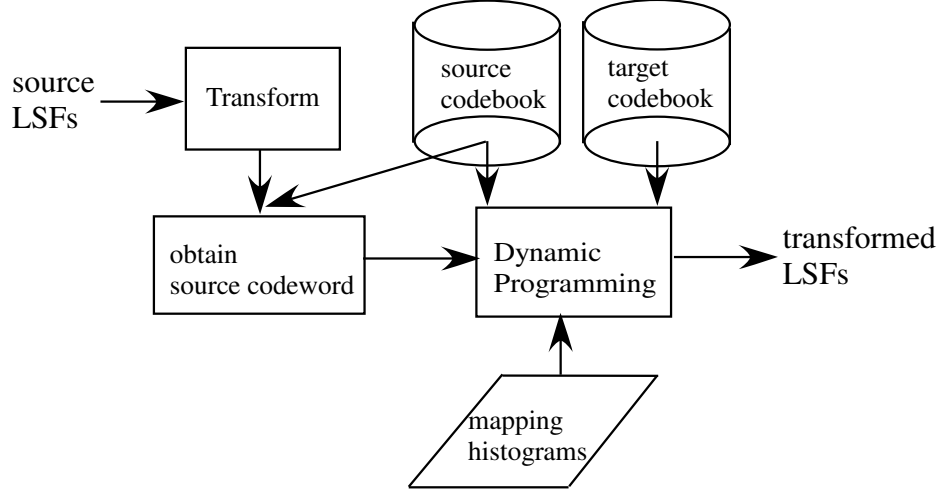 source
LSFs
Transform
source
codebook
target
codebook
obtain
source codeword
Dynamic
Programming
transformed
LSFs
mapping
histograms